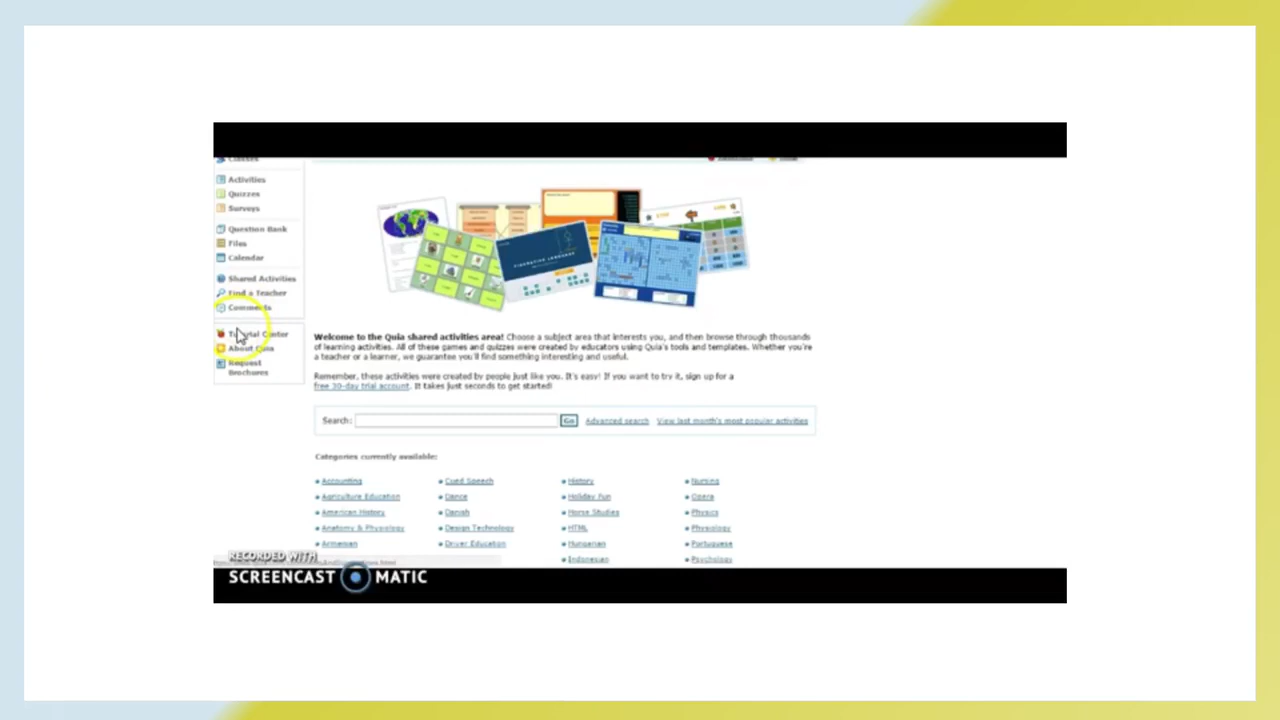 Classes
Activities
Quizzes
Surveys
Question Bank
Files
Calendar
Shared Activities
Find a Teacher
Comments
Tutorial Center
About Quia
Request
Brochures
FIGURATIVE LANGUAGE
Welcome to the Quia shared activities area! Choose a subject area that interests you, and then browse through thousands
of learning activities. All of these games and quizzes were created by educators using Quia's tools and templates. Whether you're
a teacher or a learner, we guarantee you'll find something interesting and useful.
Remember, these activities were created by people just like you. It's easy! If you want to try it, sign up for a
free 30-day trial account. It takes just seconds to get started!
Search: Go Advanced search View last month's most popular activities
Categories currently available:
Accounting Cued Speech History Nursing
Agriculture Education Dance Holiday Fun Opera
American History Danish Horse Studies Physics
Anatomy & Physiology Design Technology HTML Physiology
Armenian Driver Education Hungarian Portuguese
Indonesian Psychology
RECORDED WITH
SCREENCAST MATIC